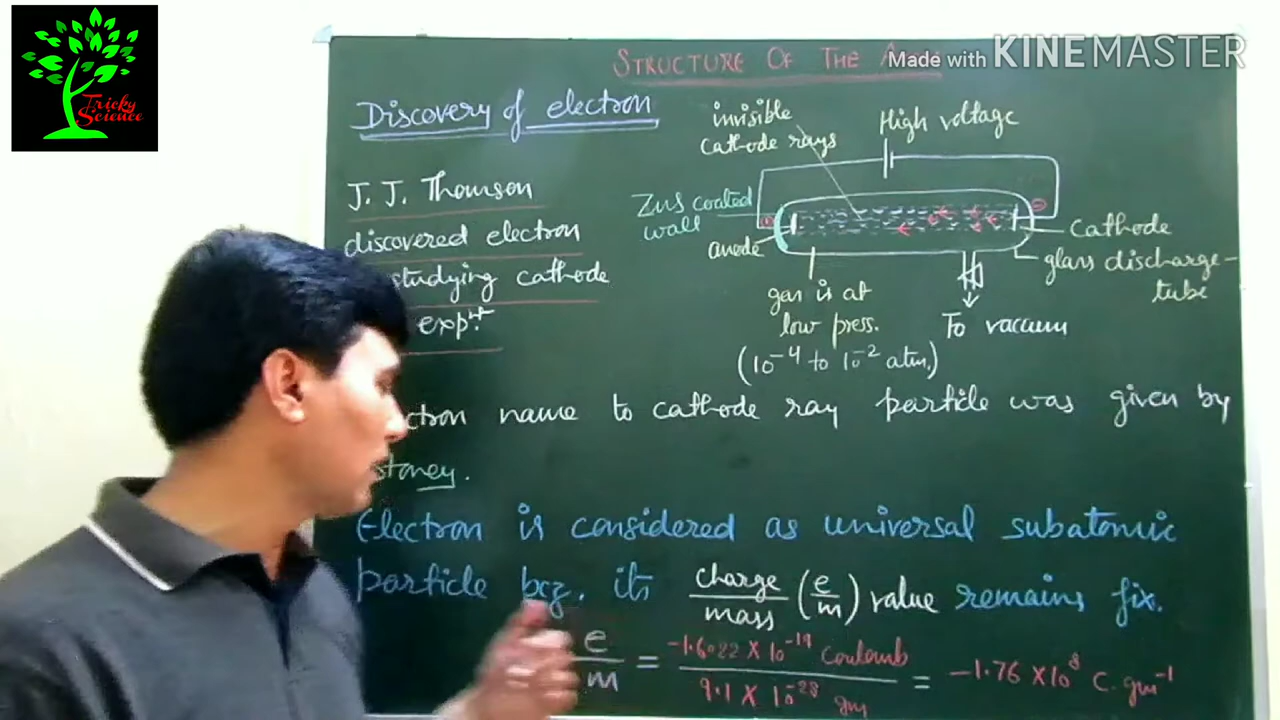 Tricky
Science
STRUCTURE OF THE
Made with KINEMASTER
Discovery of electron
J. J. Thomson
discovered electron
studying cathode
expt.
invisible
cathode rays
High voltage
ZnS coated
wall
anode
Cathode
glass discharge-
tube
gas is at
low press.
(10⁻⁴ to 10⁻² atm.)
To vaccum
ctron name to cathode ray particle was given by
stoney.
Electron is considered as universal subatomic
particle bcz. its charge/mass (e/m) value remains fix.
e/m = -1.6022 X 10⁻¹⁹ Coulomb / 9.1 X 10⁻²⁸ gm = -1.76 X 10⁸ C.gm⁻¹